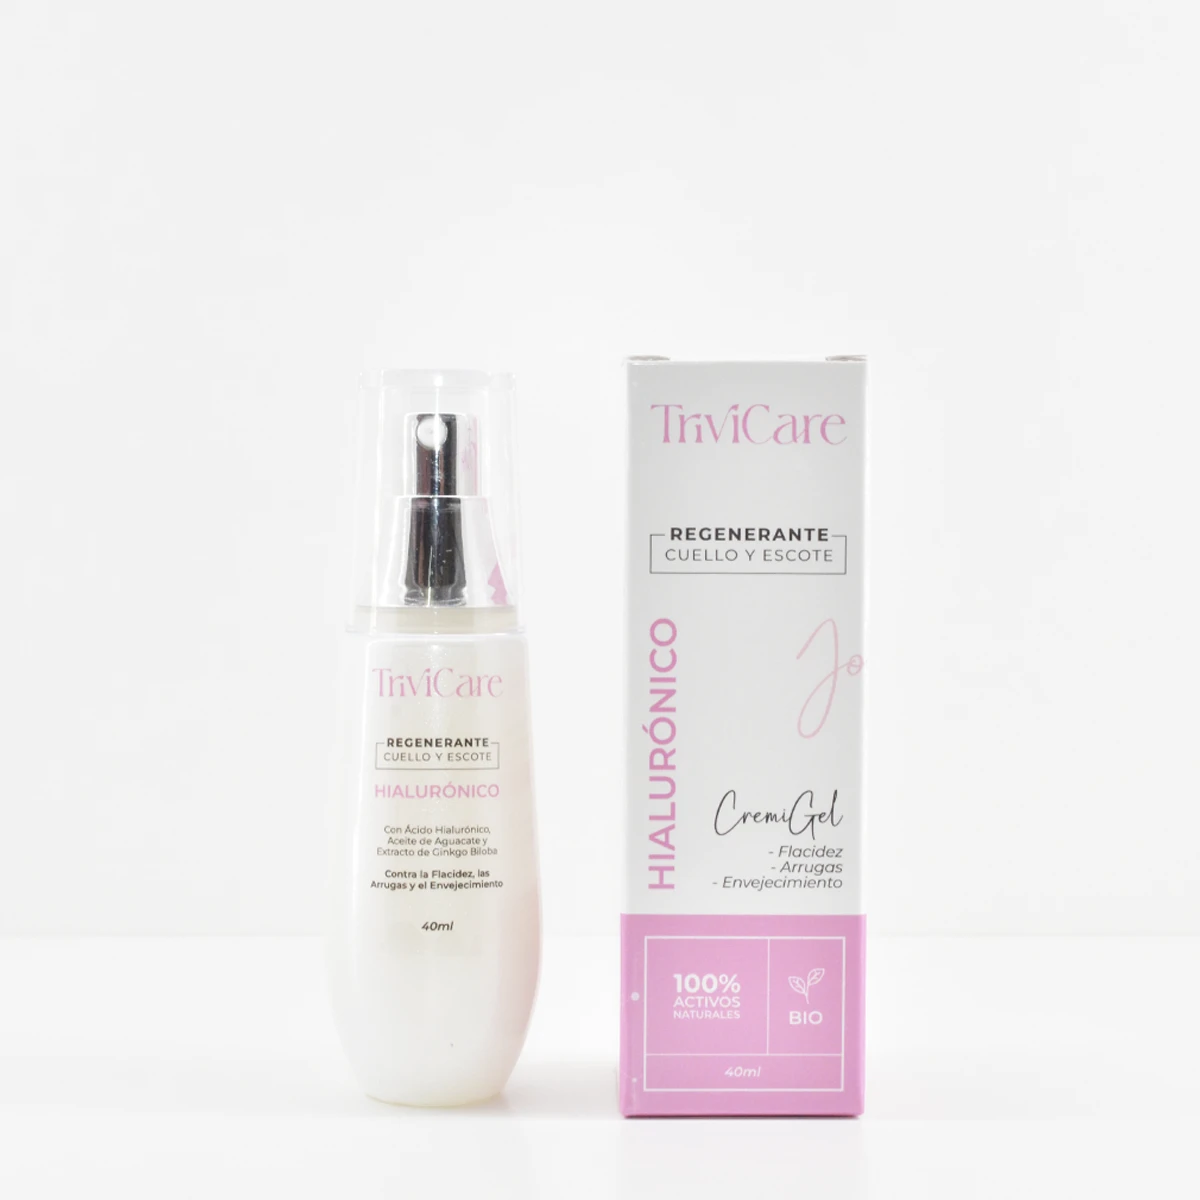 TriviCare
REGENERANTE
CUELLO Y ESCOTE
HIALURÓNICO
Con Ácido Hialurónico,
Aceite de Aguacate y
Extracto de Ginkgo Biloba
Contra la Flacidez, las
Arrugas y el Envejecimiento
40ml
TriviCare
REGENERANTE
CUELLO Y ESCOTE
HIALURÓNICO
Jo
CremiGel
- Flacidez
- Arrugas
- Envejecimiento
100%
ACTIVOS
NATURALES
BIO
40ml